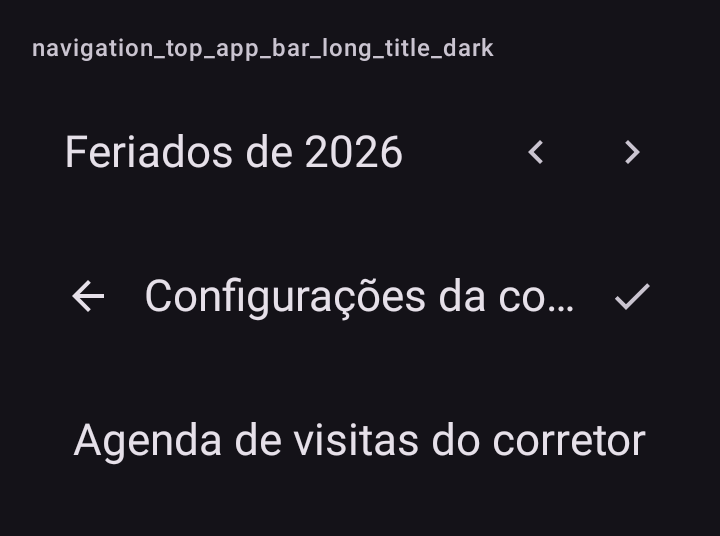 navigation_top_app_bar_long_title_dark
Feriados de 2026
Configurações da co…
Agenda de visitas do corretor